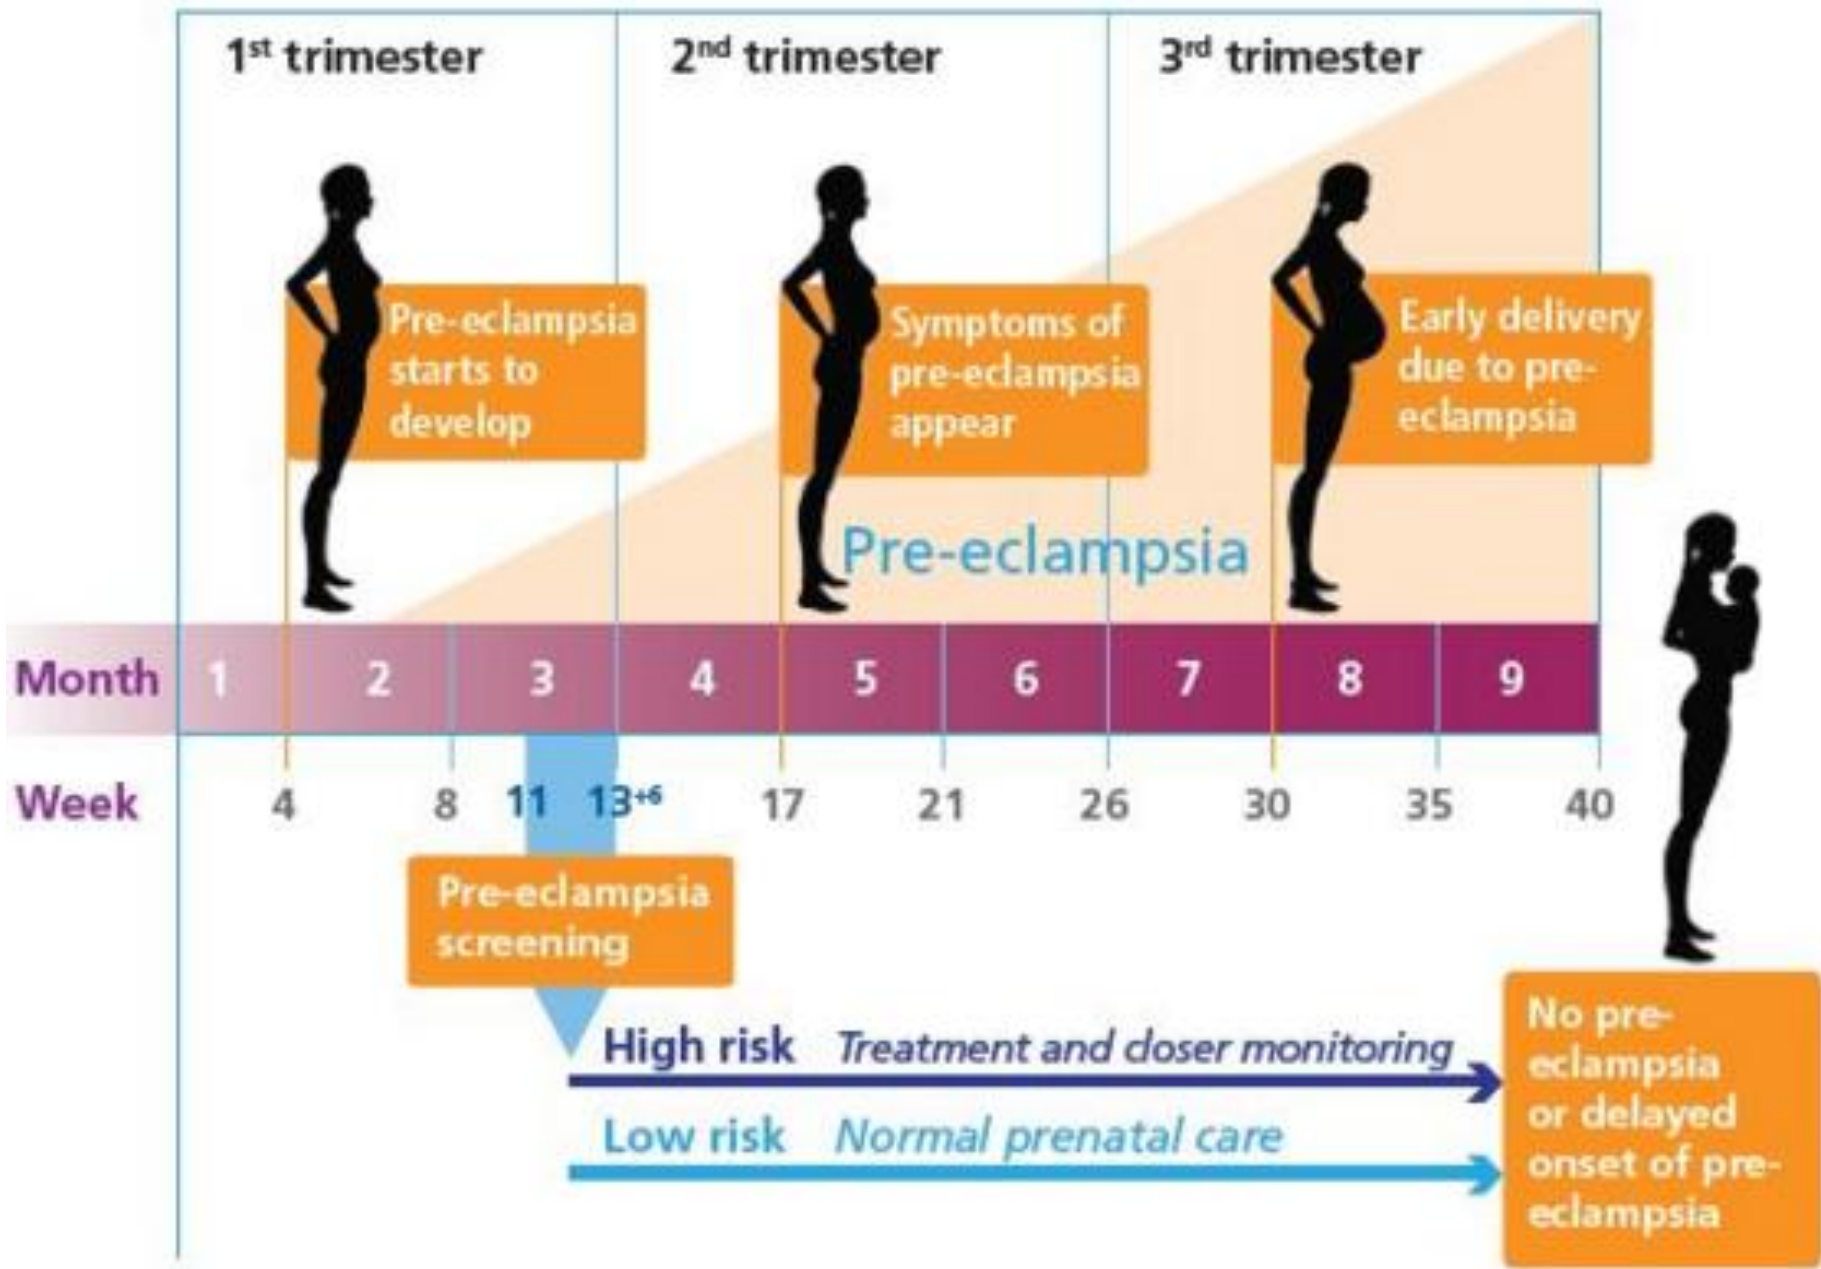 1st trimester
2nd trimester
3rd trimester
Pre-eclampsia
starts to
develop
Symptoms of
pre-eclampsia
appear
Early delivery
due to pre-
eclampsia
Pre-eclampsia
Month 1 2 3 4 5 6 7 8 9
Week 4 8 11 13+6 17 21 26 30 35 40
Pre-eclampsia
screening
High risk Treatment and closer monitoring
Low risk Normal prenatal care
No pre-
eclampsia
or delayed
onset of pre-
eclampsia